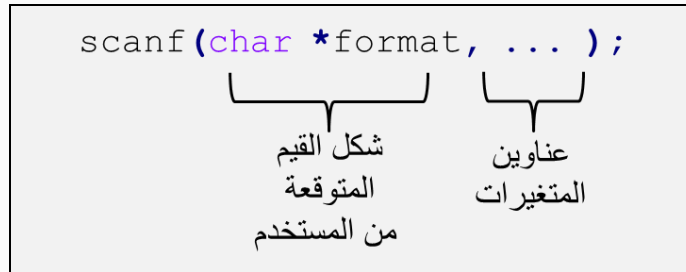 scanf(char *format, ... );
شكل القيم
المتوقعة
من المستخدم
عناوين
المتغيرات